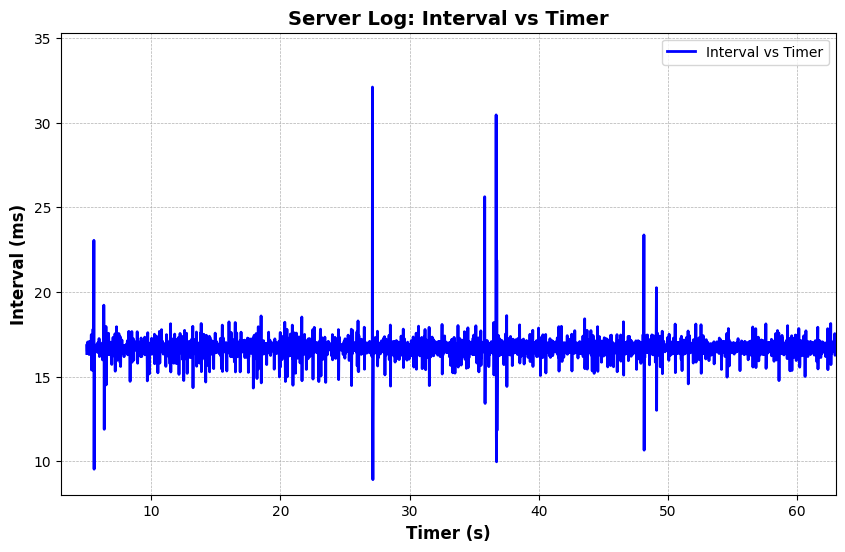 Server Log: Interval vs Timer
Interval vs Timer
35
30
25
20
15
10
Interval (ms)
10 20 30 40 50 60
Timer (s)